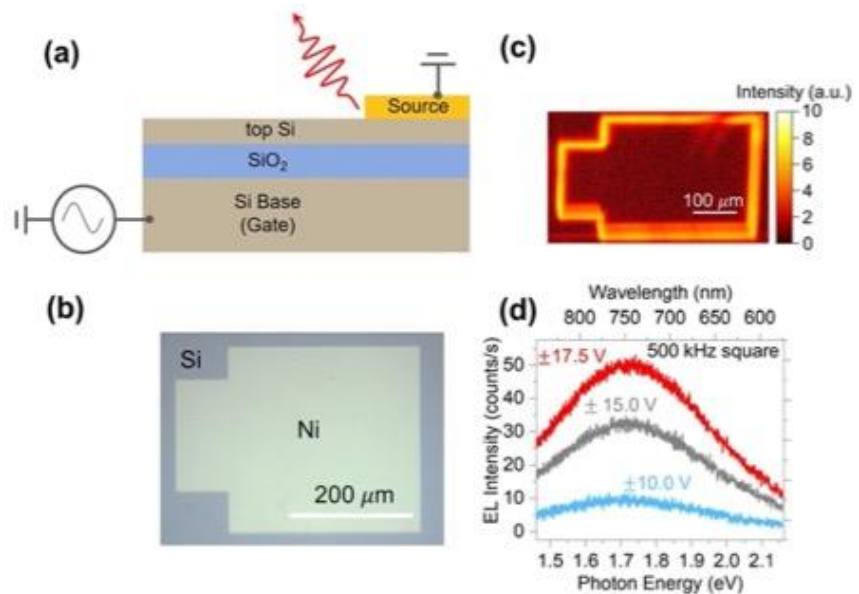 (a)
Source
top Si
SiO₂
Si Base
(Gate)
(b)
Si
Ni
200 μm
(c)
Intensity (a.u.)
10
8
6
4
2
0
100 μm
(d)
Wavelength (nm)
800 750 700 650 600
±17.5 V
500 kHz square
± 15.0 V
±10.0 V
EL Intensity (counts/s)
50
40
30
20
10
0
1.5 1.6 1.7 1.8 1.9 2.0 2.1
Photon Energy (eV)